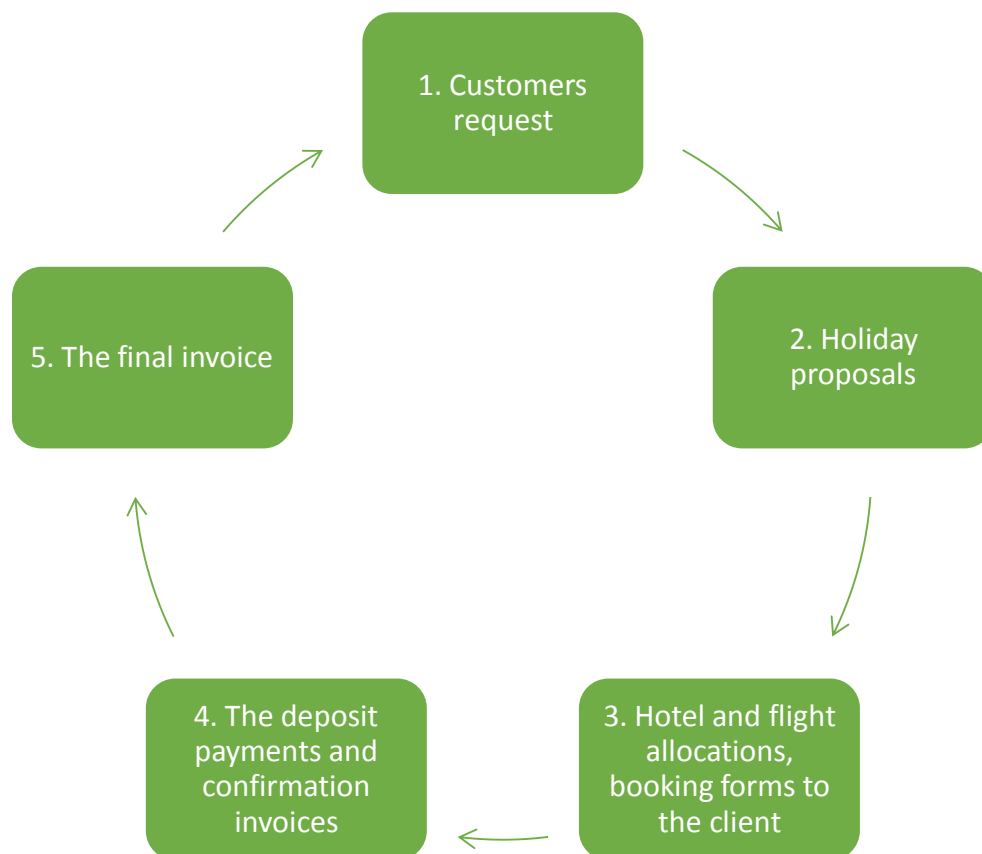 1. Customers
request
2. Holiday
proposals
3. Hotel and flight
allocations,
booking forms to
the client
4. The deposit
payments and
confirmation
invoices
5. The final invoice